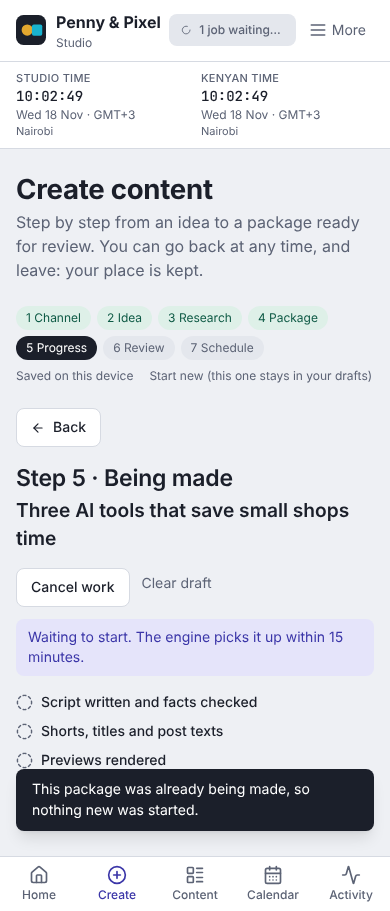 Penny & Pixel
Studio
1 job waiting...
More
STUDIO TIME
10:02:49
Wed 18 Nov · GMT+3
Nairobi
KENYAN TIME
10:02:49
Wed 18 Nov · GMT+3
Nairobi
Create content
Step by step from an idea to a package ready
for review. You can go back at any time, and
leave: your place is kept.
1 Channel
2 Idea
3 Research
4 Package
5 Progress
6 Review
7 Schedule
Saved on this device
Start new (this one stays in your drafts)
Back
Step 5 · Being made
Three AI tools that save small shops
time
Cancel work
Clear draft
Waiting to start. The engine picks it up within 15
minutes.
Script written and facts checked
Shorts, titles and post texts
Previews rendered
This package was already being made, so
nothing new was started.
Home
Create
Content
Calendar
Activity